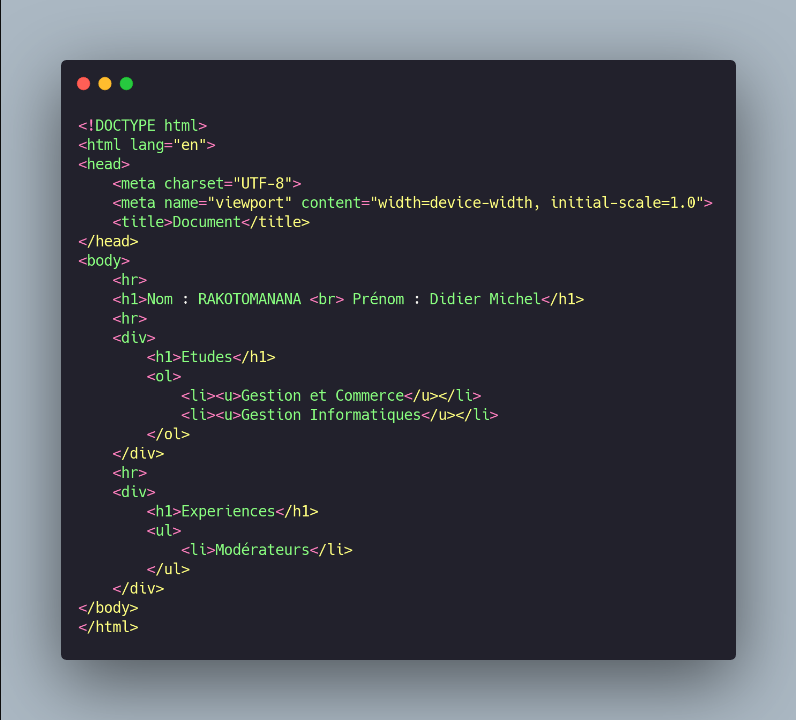 <!DOCTYPE html>
<html lang="en">
<head>
    <meta charset="UTF-8">
    <meta name="viewport" content="width=device-width, initial-scale=1.0">
    <title>Document</title>
</head>
<body>
    <hr>
    <h1>Nom : RAKOTOMANANA <br> Prénom : Didier Michel</h1>
    <hr>
    <div>
        <h1>Etudes</h1>
        <ol>
            <li><u>Gestion et Commerce</u></li>
            <li><u>Gestion Informatiques</u></li>
        </ol>
    </div>
    <hr>
    <div>
        <h1>Experiences</h1>
        <ul>
            <li>Modérateurs</li>
        </ul>
    </div>
</body>
</html>